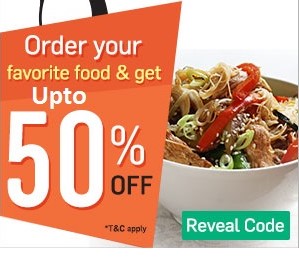 Order your
favorite food & get
Upto
50%
OFF
*T&C apply
Reveal Code